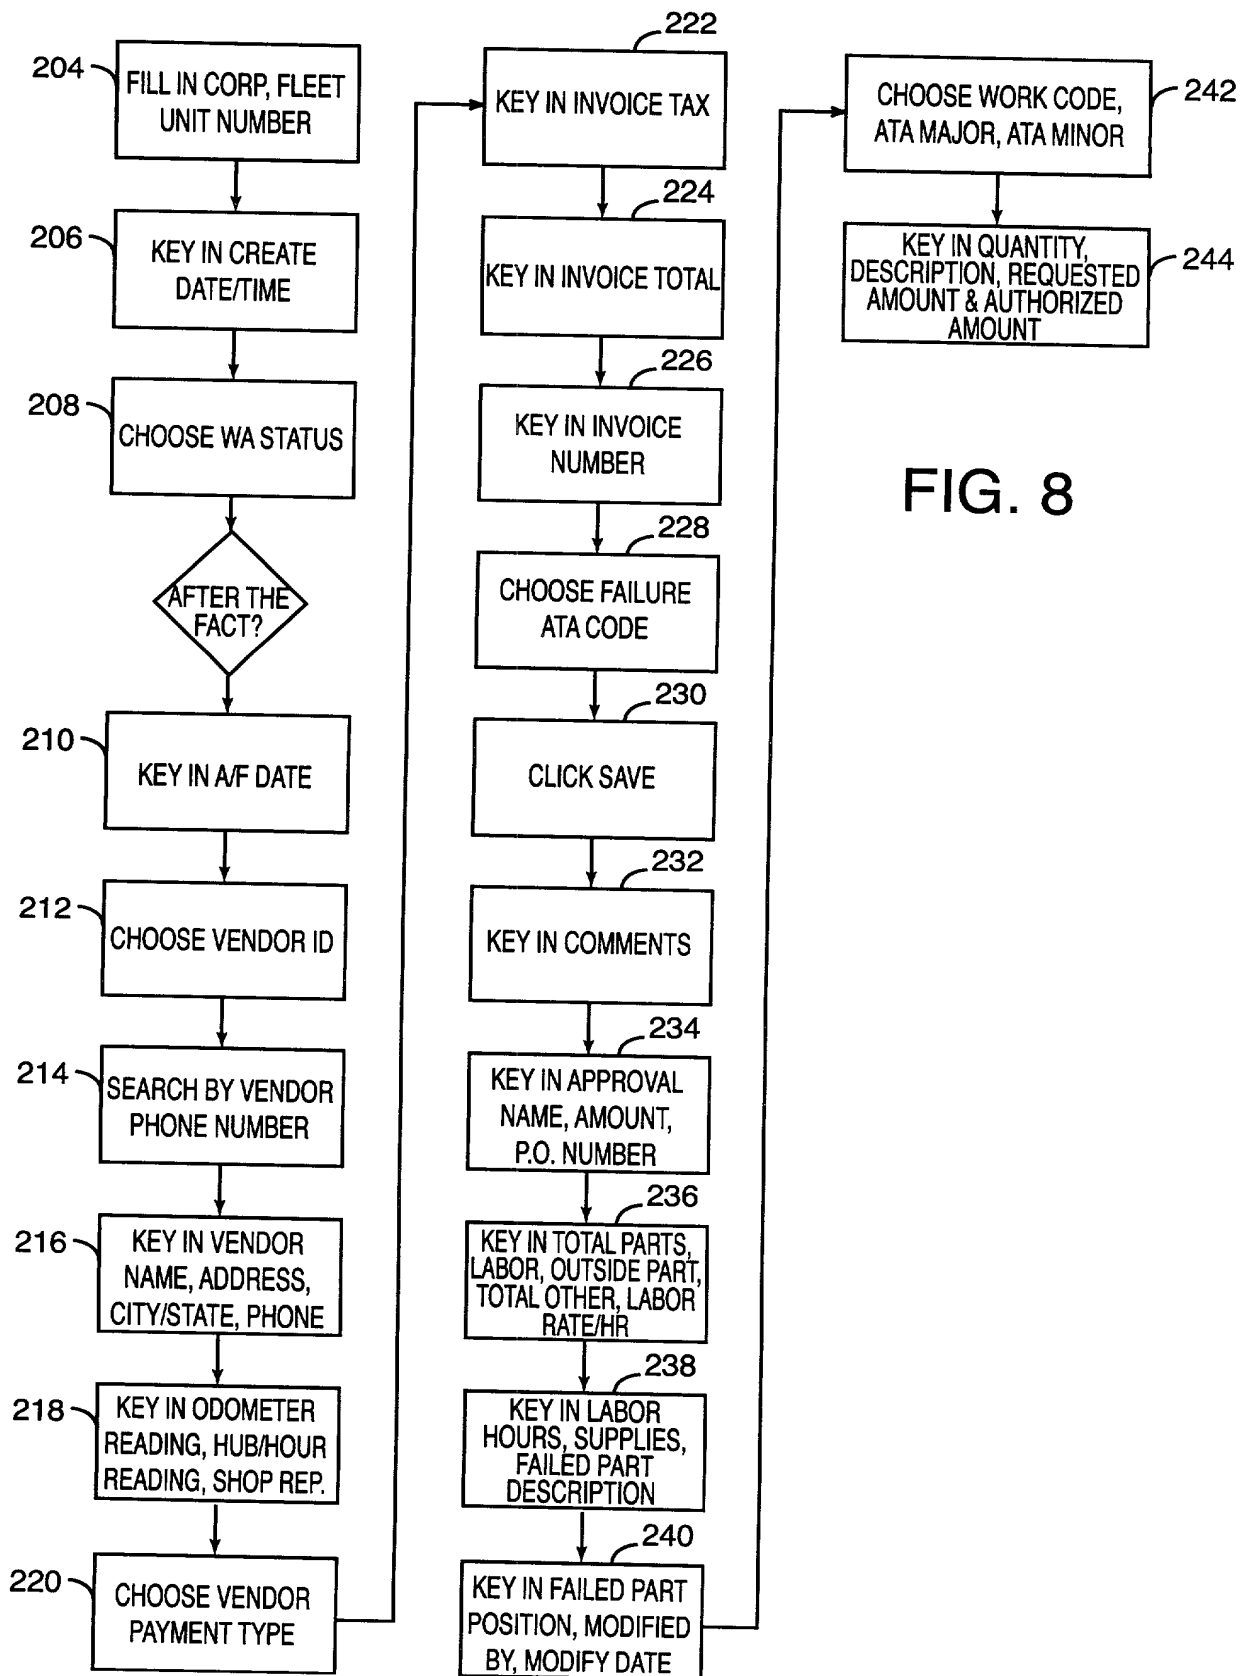 204
FILL IN CORP, FLEET
UNIT NUMBER
206
KEY IN CREATE
DATE/TIME
208
CHOOSE WA STATUS
AFTER THE
FACT?
210
KEY IN A/F DATE
212
CHOOSE VENDOR ID
214
SEARCH BY VENDOR
PHONE NUMBER
216
KEY IN VENDOR
NAME, ADDRESS,
CITY/STATE, PHONE
218
KEY IN ODOMETER
READING, HUB/HOUR
READING, SHOP REP.
220
CHOOSE VENDOR
PAYMENT TYPE
222
KEY IN INVOICE TAX
224
KEY IN INVOICE TOTAL
226
KEY IN INVOICE
NUMBER
228
CHOOSE FAILURE
ATA CODE
230
CLICK SAVE
232
KEY IN COMMENTS
234
KEY IN APPROVAL
NAME, AMOUNT,
P.O. NUMBER
236
KEY IN TOTAL PARTS,
LABOR, OUTSIDE PART,
TOTAL OTHER, LABOR
RATE/HR
238
KEY IN LABOR
HOURS, SUPPLIES,
FAILED PART
DESCRIPTION
240
KEY IN FAILED PART
POSITION, MODIFIED
BY, MODIFY DATE
242
CHOOSE WORK CODE,
ATA MAJOR, ATA MINOR
244
KEY IN QUANTITY,
DESCRIPTION, REQUESTED
AMOUNT & AUTHORIZED
AMOUNT
FIG. 8